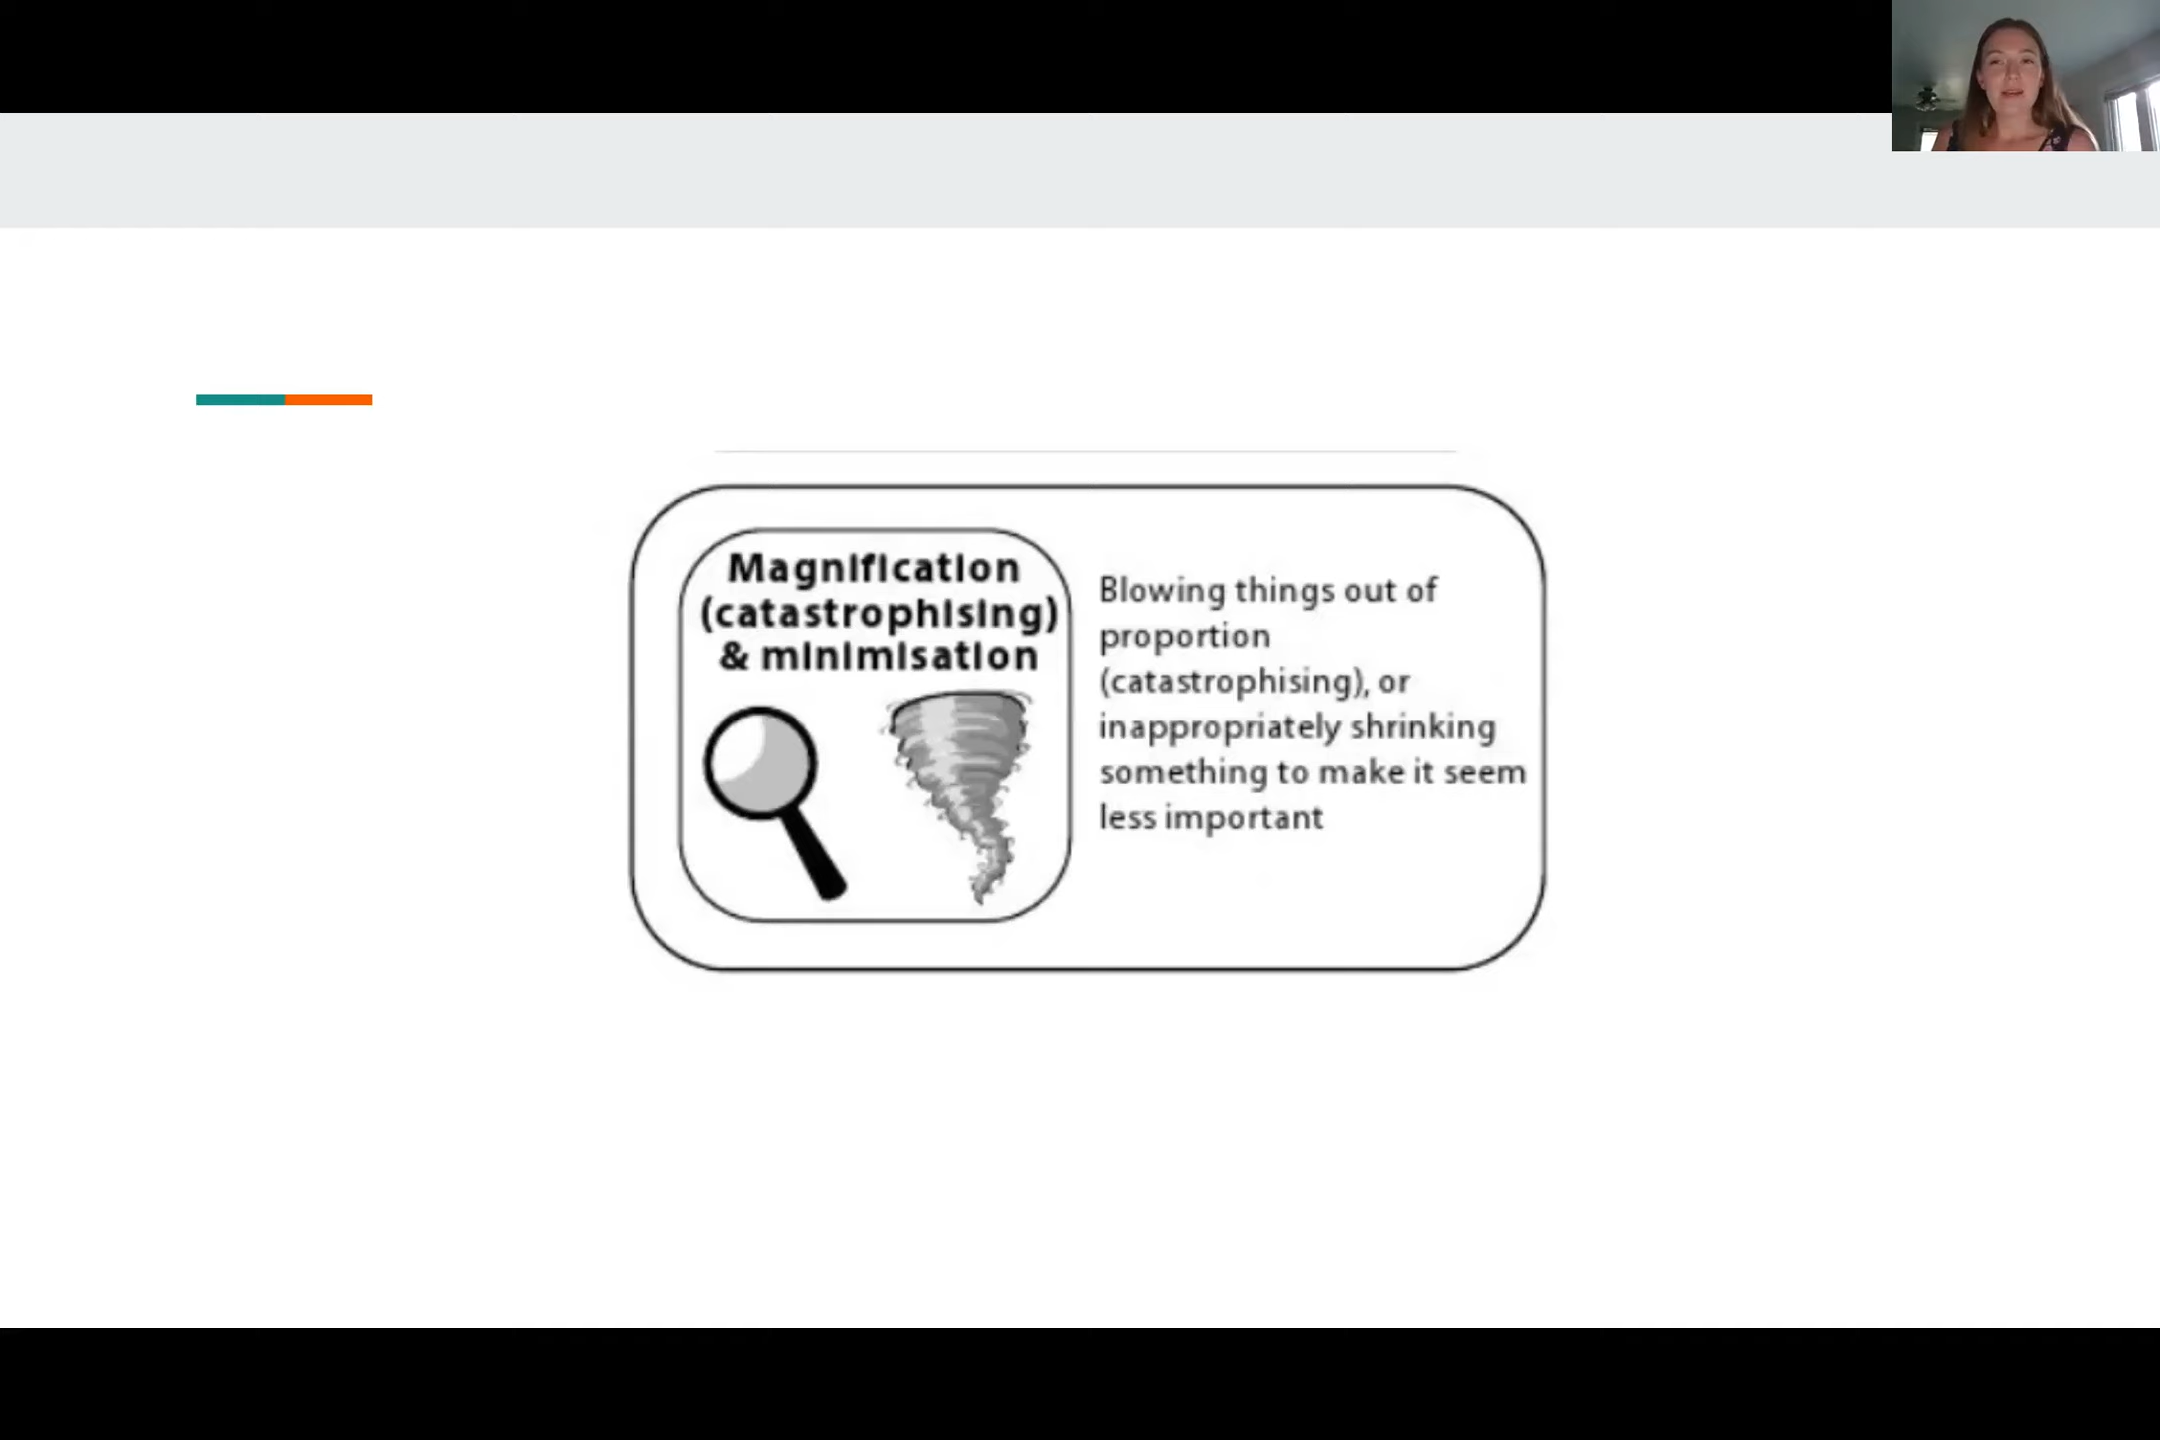 Magnification
(catastrophising)
& minimisation
Blowing things out of
proportion
(catastrophising), or
inappropriately shrinking
something to make it seem
less important